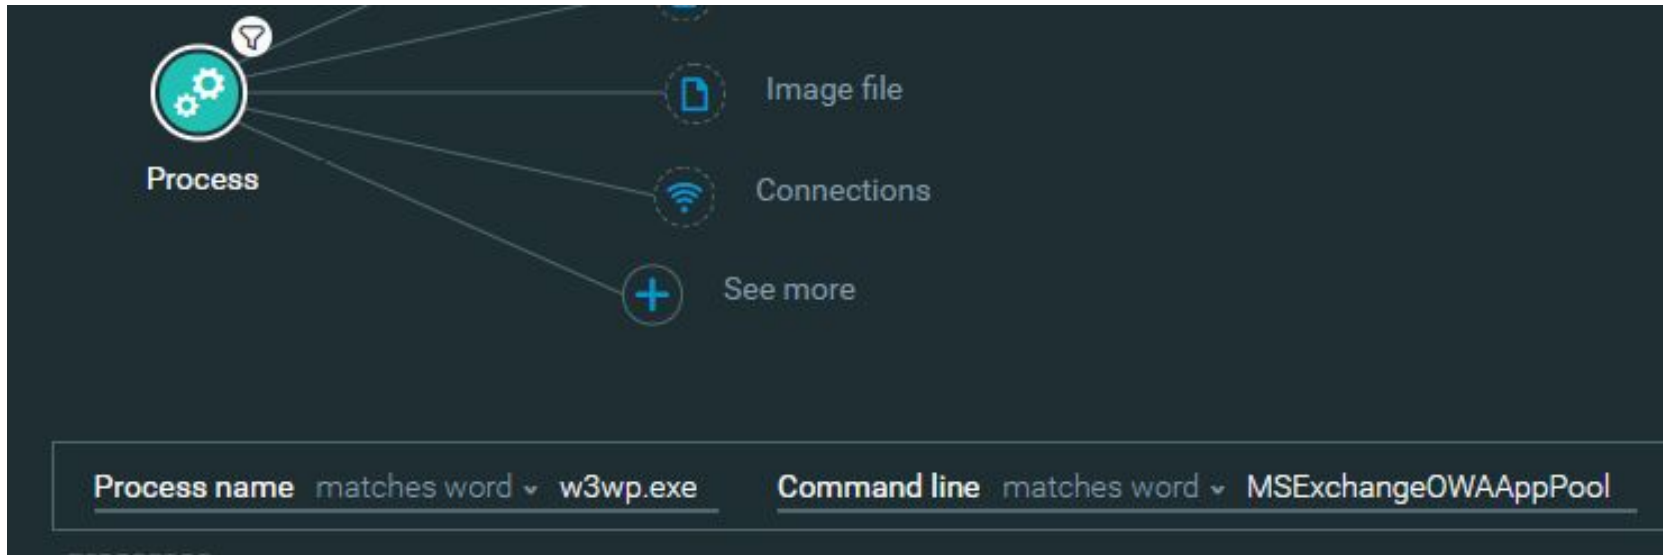 Image file
Process
Connections
See more
Process name matches word w3wp.exe Command line matches word MSExchangeOWAAppPool